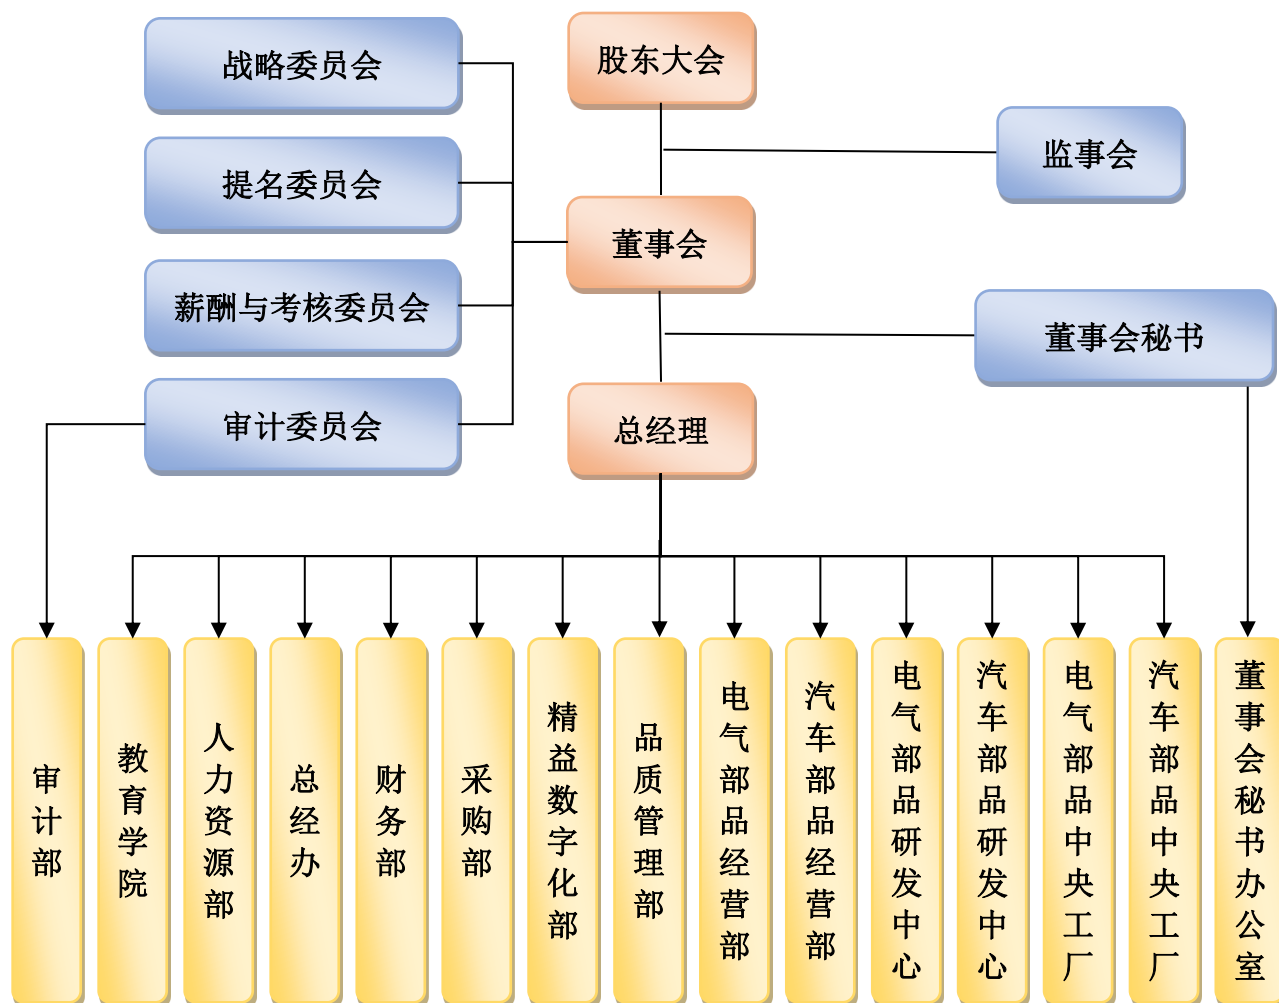 战略委员会
股东大会
监事会
提名委员会
董事会
薪酬与考核委员会
董事会秘书
审计委员会
总经理
审计部
教育学院
人力资源部
总经办
财务部
采购部
精益数字化部
品质管理部
电气部品经营部
汽车部品经营部
电气部品研发中心
汽车部品研发中心
电气部品中央工厂
汽车部品中央工厂
董事会秘书办公室